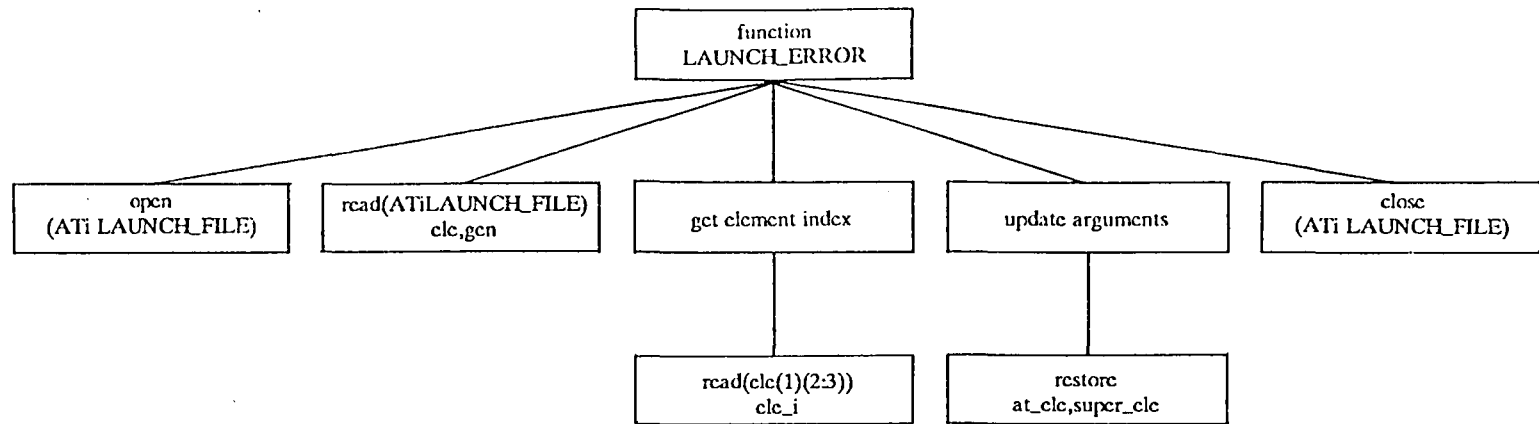 function
LAUNCH_ERROR
open
(ATi LAUNCH_FILE)
read(ATiLAUNCH_FILE)
ele,gen
get element index
update arguments
close
(ATi LAUNCH_FILE)
read(ele(1)(2:3))
ele_i
restore
at_ele,super_ele